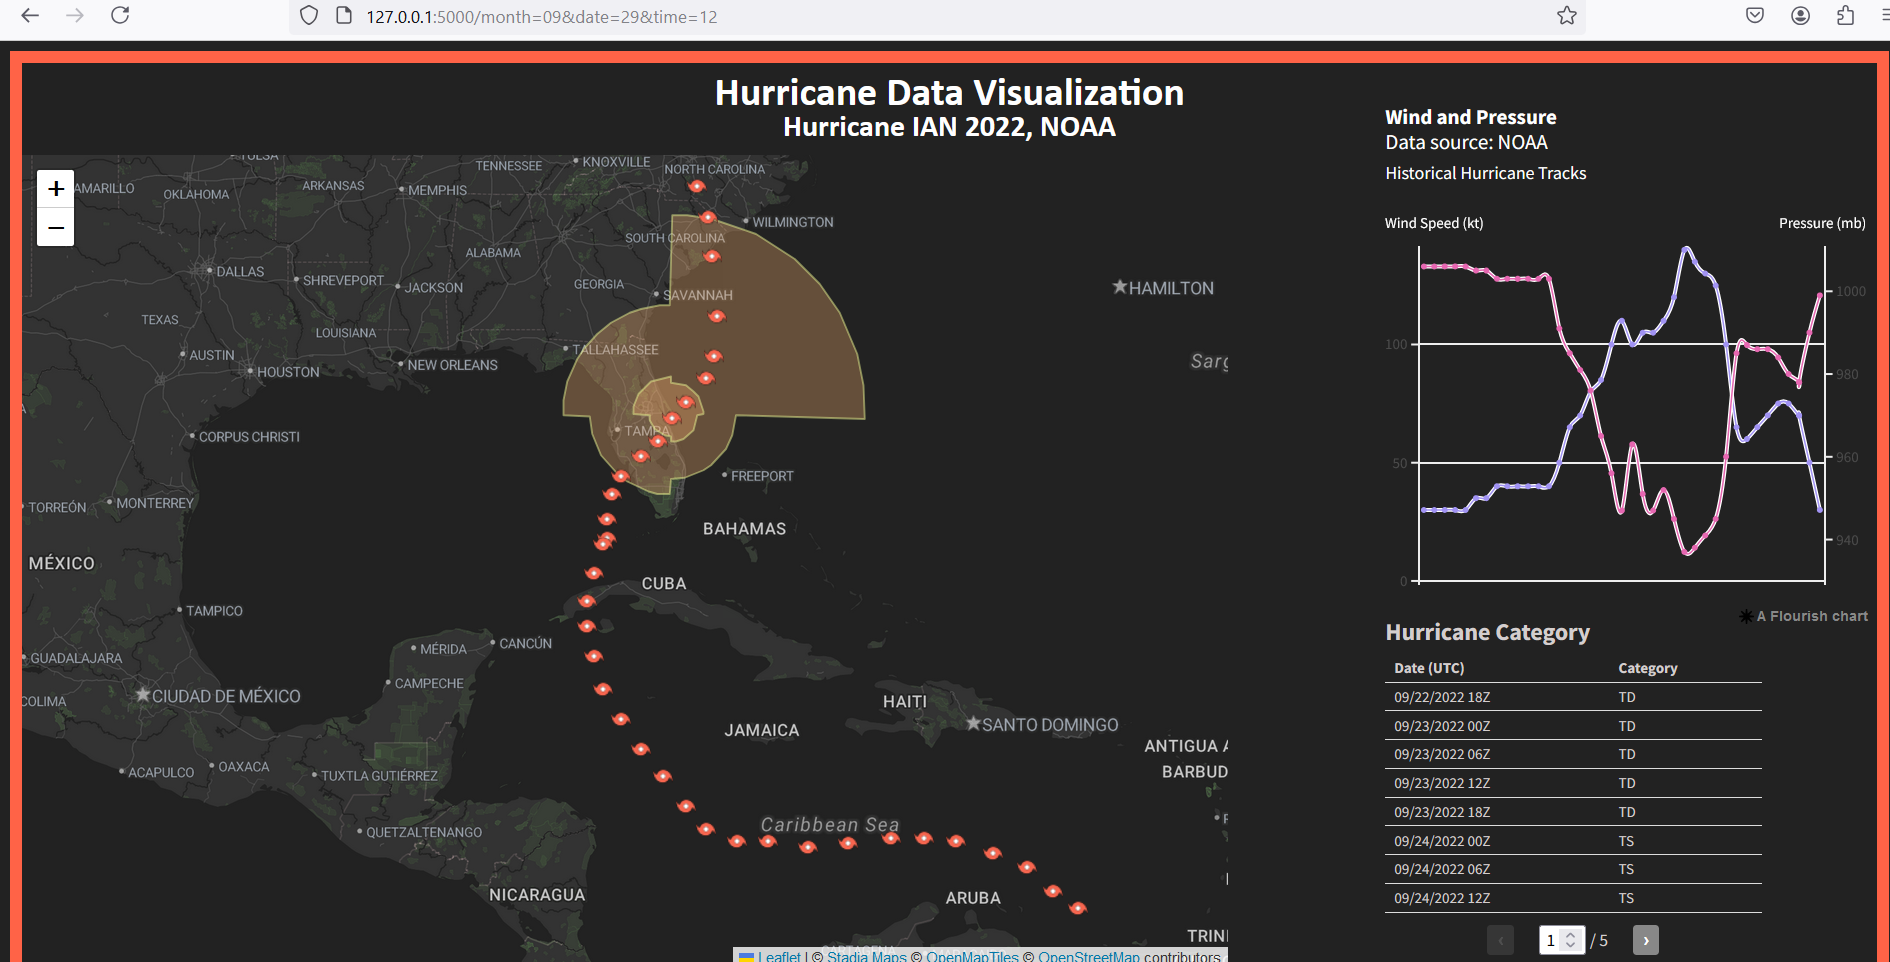 127.0.0.1:5000/month=09&date=29&time=12
Hurricane Data Visualization
Hurricane IAN 2022, NOAA
+
−
TULSA
KNOXVILLE
TENNESSEE
NORTH CAROLINA
AMARILLO
OKLAHOMA
ARKANSAS
MEMPHIS
WILMINGTON
SOUTH CAROLINA
ALABAMA
DALLAS
SHREVEPORT
JACKSON
GEORGIA
SAVANNAH
HAMILTON
TEXAS
LOUISIANA
TALLAHASSEE
AUSTIN
HOUSTON
NEW ORLEANS
Sarg
CORPUS CHRISTI
TAMPA
FREEPORT
TORREÓN
MONTERREY
BAHAMAS
MÉXICO
CUBA
TAMPICO
MÉRIDA
CANCÚN
GUADALAJARA
CAMPECHE
CIUDAD DE MÉXICO
COLIMA
HAITI
SANTO DOMINGO
JAMAICA
ANTIGUA A
BARBUD
ACAPULCO
OAXACA
TUXTLA GUTIÉRREZ
Caribbean Sea
QUETZALTENANGO
NICARAGUA
ARUBA
TRINI
CARTAGENA
MARACAIBO
Leaflet | © Stadia Maps © OpenMapTiles © OpenStreetMap contributors
Wind and Pressure
Data source: NOAA
Historical Hurricane Tracks
Wind Speed (kt) Pressure (mb)
1000
100
980
50
960
940
0
A Flourish chart
Hurricane Category
Date (UTC) Category
09/22/2022 18Z TD
09/23/2022 00Z TD
09/23/2022 06Z TD
09/23/2022 12Z TD
09/23/2022 18Z TD
09/24/2022 00Z TS
09/24/2022 06Z TS
09/24/2022 12Z TS
‹ 1 / 5 ›